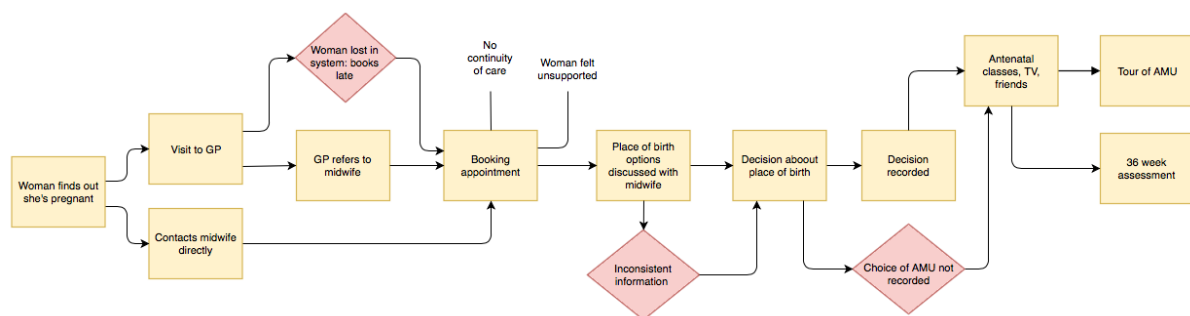 Woman finds out
she's pregnant
Visit to GP
Contacts midwife
directly
Woman lost in
system: books
late
GP refers to
midwife
No
continuity
of care
Woman felt
unsupported
Booking
appointment
Place of birth
options
discussed with
midwife
Inconsistent
information
Decision aboout
place of birth
Decision
recorded
Choice of AMU not
recorded
Antenatal
classes, TV,
friends
Tour of AMU
36 week
assessment